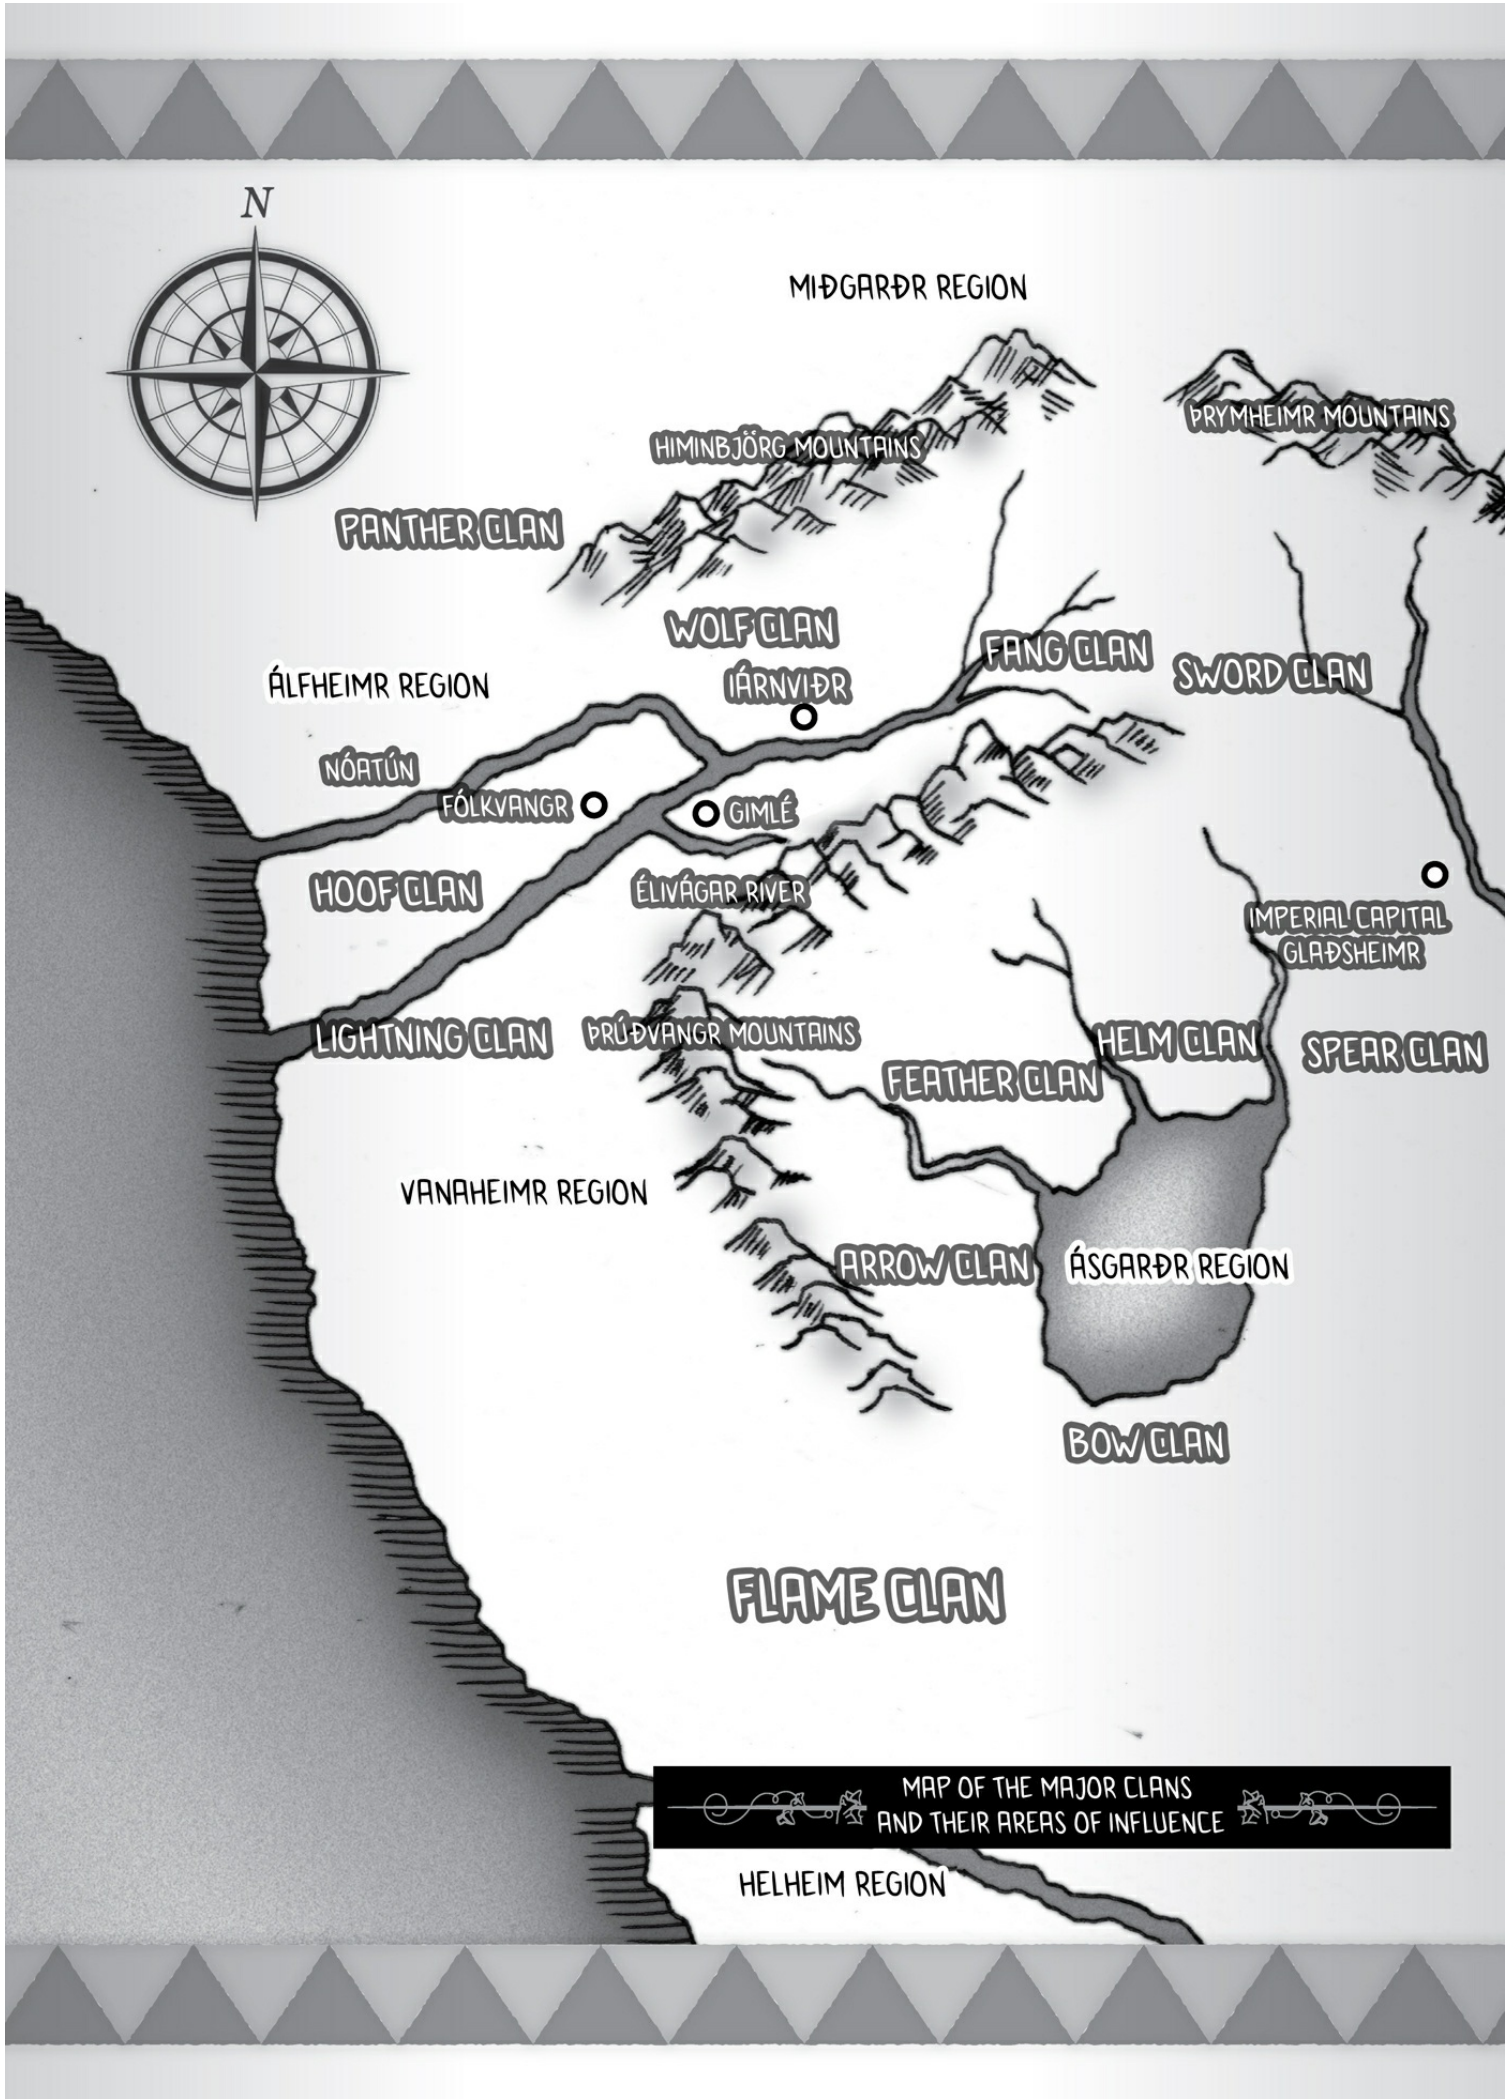 N
MIÐGARÐR REGION
HIMINBJÖRG MOUNTAINS
ÞRYMHEIMR MOUNTAINS
PANTHER CLAN
WOLF CLAN
FANG CLAN
SWORD CLAN
ÁLFHEIMR REGION
IÁRNVIÐR
NÓATÚN
FÓLKVANGR
GIMLÉ
HOOF CLAN
ÉLIVÁGAR RIVER
IMPERIAL CAPITAL
GLAÐSHEIMR
LIGHTNING CLAN
ÞRÚÐVANGR MOUNTAINS
HELM CLAN
SPEAR CLAN
FEATHER CLAN
VANAHEIMR REGION
ARROW CLAN
ÁSGARÐR REGION
BOW CLAN
FLAME CLAN
MAP OF THE MAJOR CLANS
AND THEIR AREAS OF INFLUENCE
HELHEIM REGION